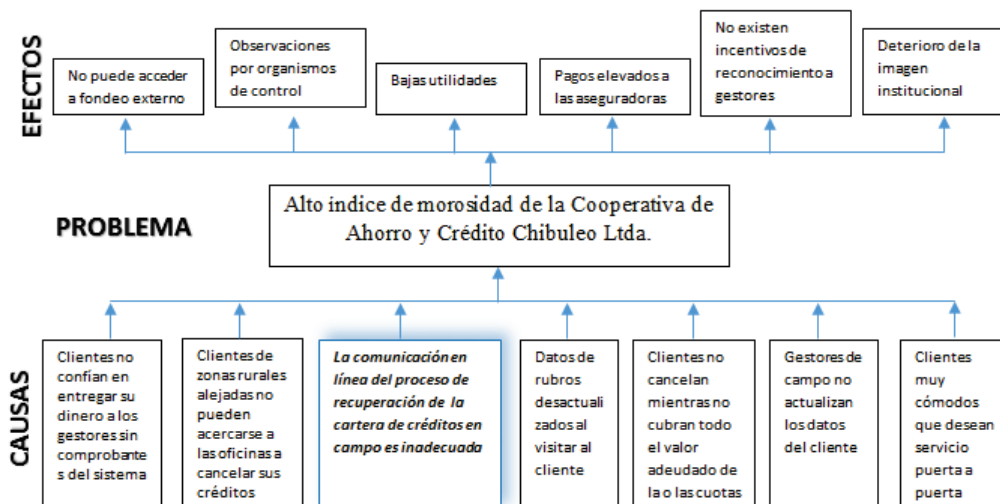 EFECTOS
No puede acceder
a fondeo externo
Observaciones
por organismos
de control
Bajas utilidades
Pagos elevados a
las aseguradoras
No existen
incentivos de
reconocimiento a
gestores
Deterioro de la
imagen
institucional
PROBLEMA
Alto indice de morosidad de la Cooperativa de
Ahorro y Crédito Chibuleo Ltda.
CAUSAS
Clientes no
confían en
entregar su
dinero a los
gestores sin
comprobante
s del sistema
Clientes de
zonas rurales
alejadas no
pueden
acercarse a
las oficinas a
cancelar sus
créditos
La comunicación en
línea del proceso de
recuperación de la
cartera de créditos en
campo es inadecuada
Datos de
rubros
desactuali
zados al
visitar al
cliente
Clientes no
cancelan
mientras no
cubran todo
el valor
adeudado de
la o las cuotas
Gestores de
campo no
actualizan
los datos
del cliente
Clientes
muy
cómodos
que desean
servicio
puerta a
puerta